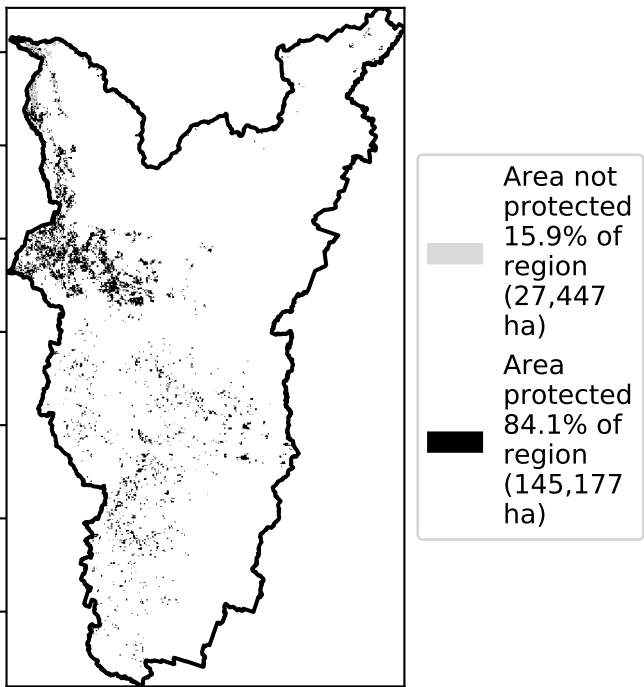 Area not
protected
15.9% of
region
(27,447
ha)
Area
protected
84.1% of
region
(145,177
ha)